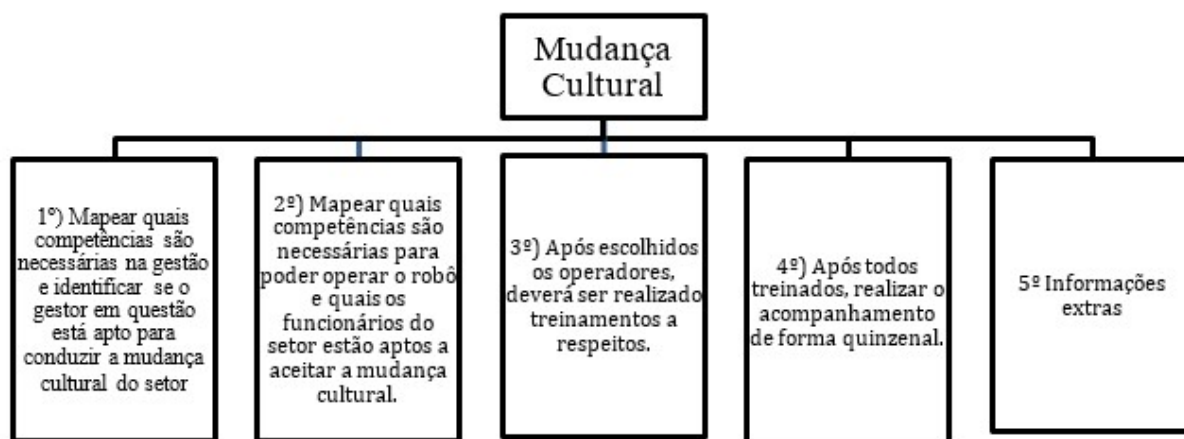 Mudança
Cultural
1°) Mapear quais
competências são
necessárias na gestão
e identificar se o
gestor em questão
está apto para
conduzir a mudança
cultural do setor
2º) Mapear quais
competências são
necessárias para
poder operar o robô
e quais os
funcionários do
setor estão aptos a
aceitar a mudança
cultural.
3º) Após escolhidos
os operadores,
deverá ser realizado
treinamentos a
respeitos.
4º) Após todos
treinados, realizar o
acompanhamento
de forma quinzenal.
5º Informações
extras